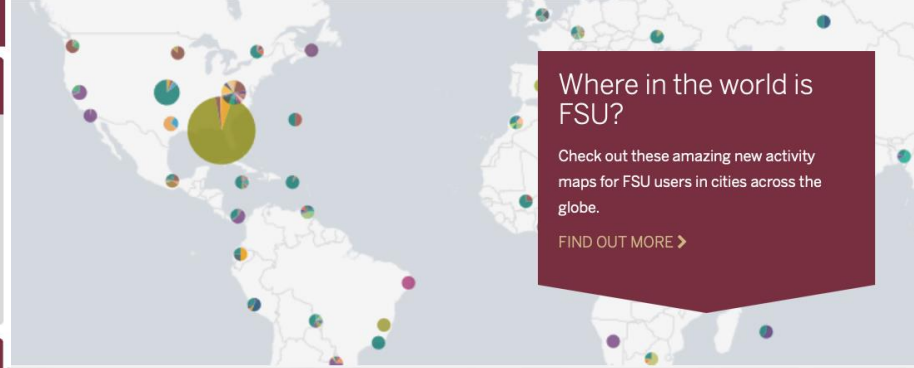 Where in the world is
FSU?
Check out these amazing new activity
maps for FSU users in cities across the
globe.
FIND OUT MORE